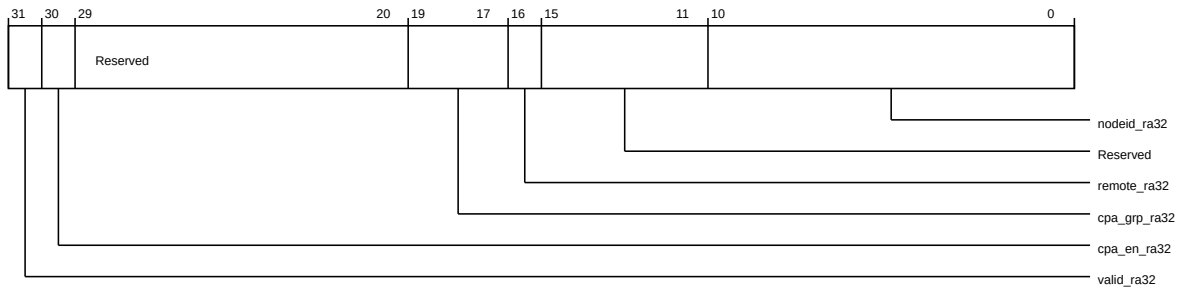 31 30 29 20 19 17 16 15 11 10 0
Reserved
nodeid_ra32
Reserved
remote_ra32
cpa_grp_ra32
cpa_en_ra32
valid_ra32